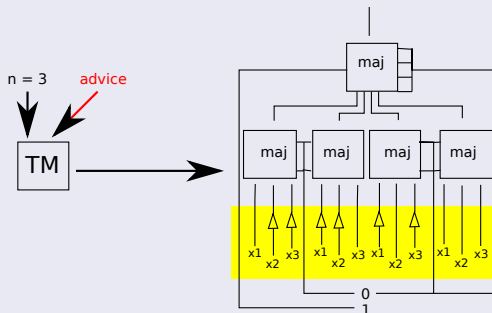 maj
n = 3 advice
TM
maj maj maj maj
x1 x2 x3 x1 x2 x3 x1 x2 x3 x1 x2 x3
0
1